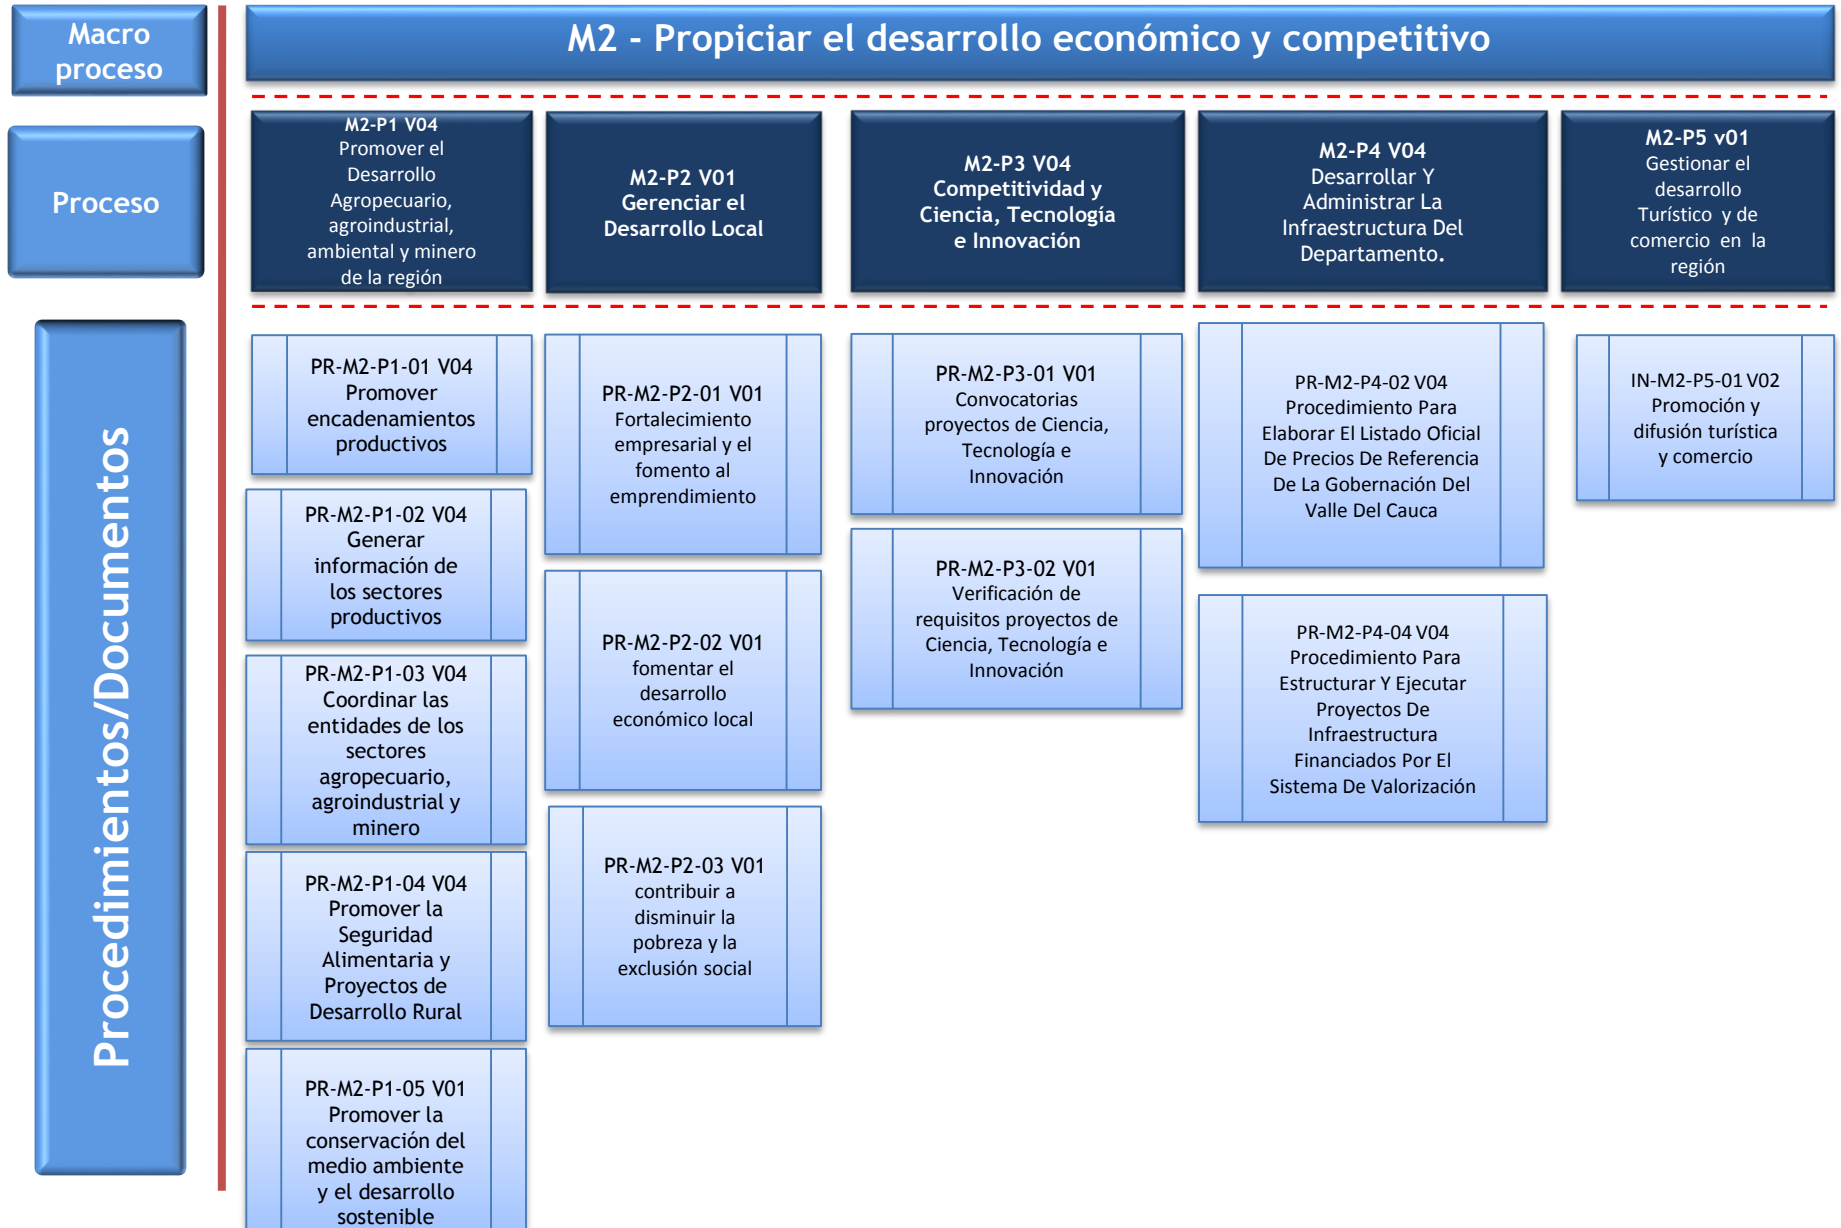 Macro
proceso
M2 - Propiciar el desarrollo económico y competitivo
Proceso
M2-P1 V04
Promover el
Desarrollo
Agropecuario,
agroindustrial,
ambiental y minero
de la región
M2-P2 V01
Gerenciar el
Desarrollo Local
M2-P3 V04
Competitividad y
Ciencia, Tecnología
e Innovación
M2-P4 V04
Desarrollar Y
Administrar La
Infraestructura Del
Departamento.
M2-P5 v01
Gestionar el
desarrollo
Turístico y de
comercio en la
región
Procedimientos/Documentos
PR-M2-P1-01 V04
Promover
encadenamientos
productivos
PR-M2-P1-02 V04
Generar
información de
los sectores
productivos
PR-M2-P1-03 V04
Coordinar las
entidades de los
sectores
agropecuario,
agroindustrial y
minero
PR-M2-P1-04 V04
Promover la
Seguridad
Alimentaria y
Proyectos de
Desarrollo Rural
PR-M2-P1-05 V01
Promover la
conservación del
medio ambiente
y el desarrollo
sostenible
PR-M2-P2-01 V01
Fortalecimiento
empresarial y el
fomento al
emprendimiento
PR-M2-P2-02 V01
fomentar el
desarrollo
económico local
PR-M2-P2-03 V01
contribuir a
disminuir la
pobreza y la
exclusión social
PR-M2-P3-01 V01
Convocatorias
proyectos de Ciencia,
Tecnología e
Innovación
PR-M2-P3-02 V01
Verificación de
requisitos proyectos de
Ciencia, Tecnología e
Innovación
PR-M2-P4-02 V04
Procedimiento Para
Elaborar El Listado Oficial
De Precios De Referencia
De La Gobernación Del
Valle Del Cauca
PR-M2-P4-04 V04
Procedimiento Para
Estructurar Y Ejecutar
Proyectos De
Infraestructura
Financiados Por El
Sistema De Valorización
IN-M2-P5-01 V02
Promoción y
difusión turística
y comercio